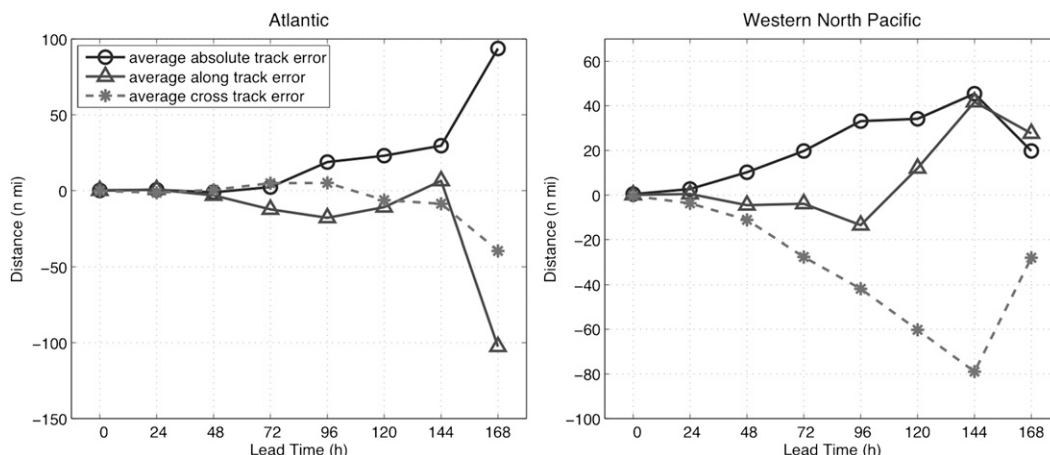 Atlantic
100
50
0
−50
−100
−150
Distance (n mi)
average absolute track error
average along track error
average cross track error
0 24 48 72 96 120 144 168
Lead Time (h)
Western North Pacific
60
40
20
0
−20
−40
−60
−80
−100
Distance (n mi)
0 24 48 72 96 120 144 168
Lead Time (h)